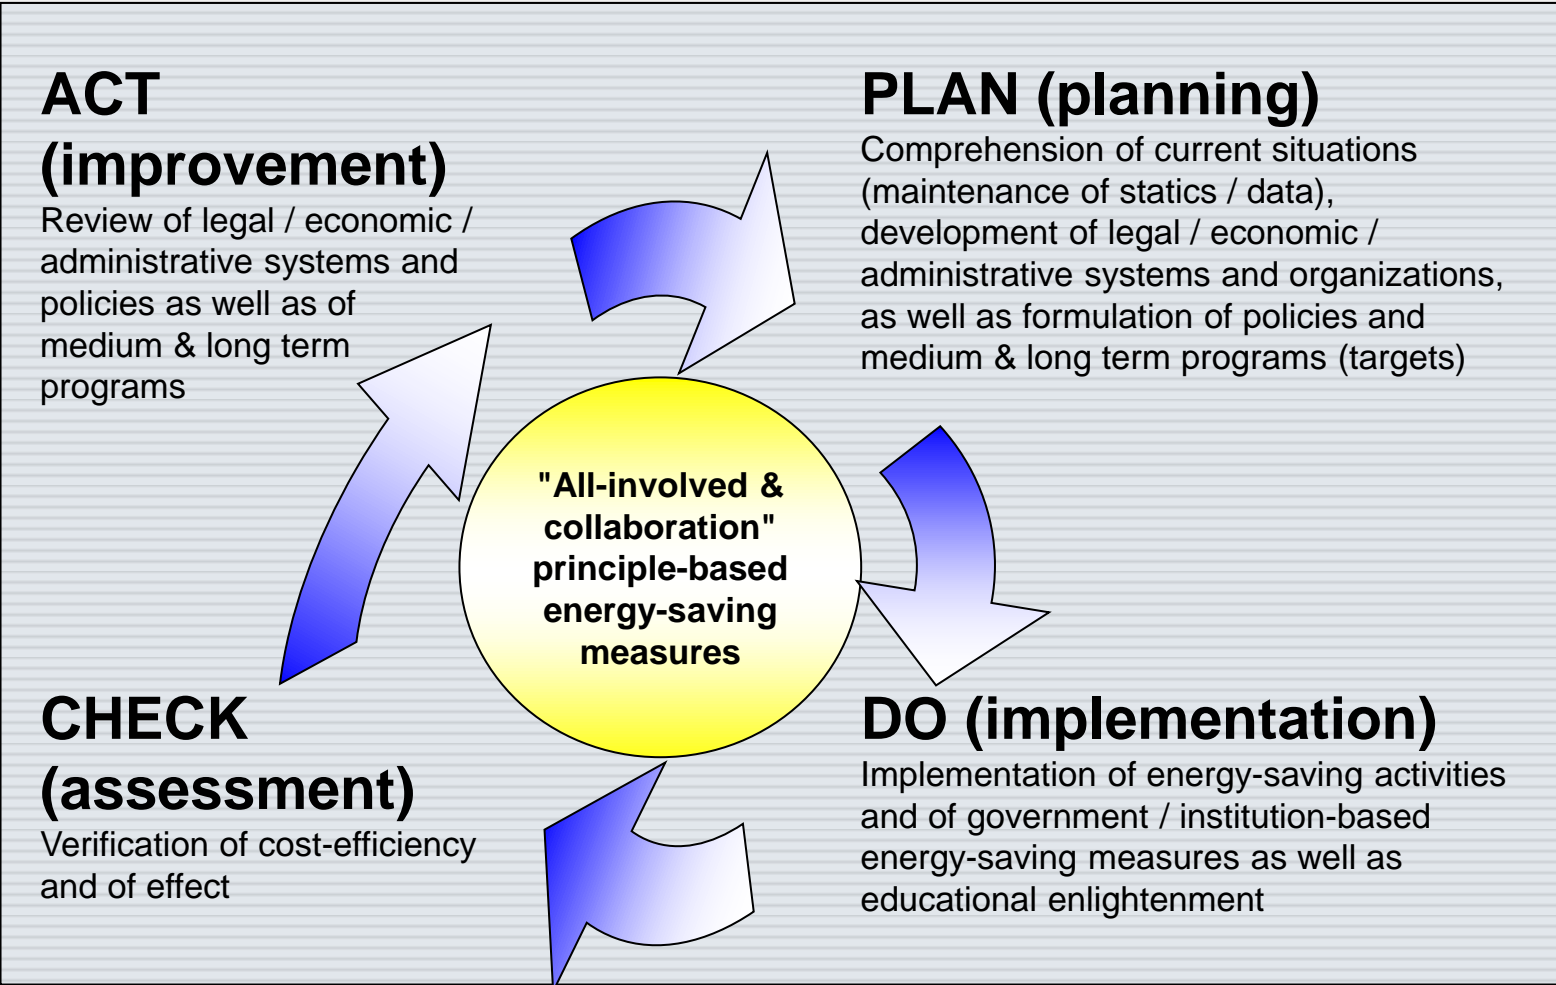 ACT
(improvement)
Review of legal / economic /
administrative systems and
policies as well as of
medium & long term
programs
PLAN (planning)
Comprehension of current situations
(maintenance of statics / data),
development of legal / economic /
administrative systems and organizations,
as well as formulation of policies and
medium & long term programs (targets)
"All-involved &
collaboration"
principle-based
energy-saving
measures
CHECK
(assessment)
Verification of cost-efficiency
and of effect
DO (implementation)
Implementation of energy-saving activities
and of government / institution-based
energy-saving measures as well as
educational enlightenment